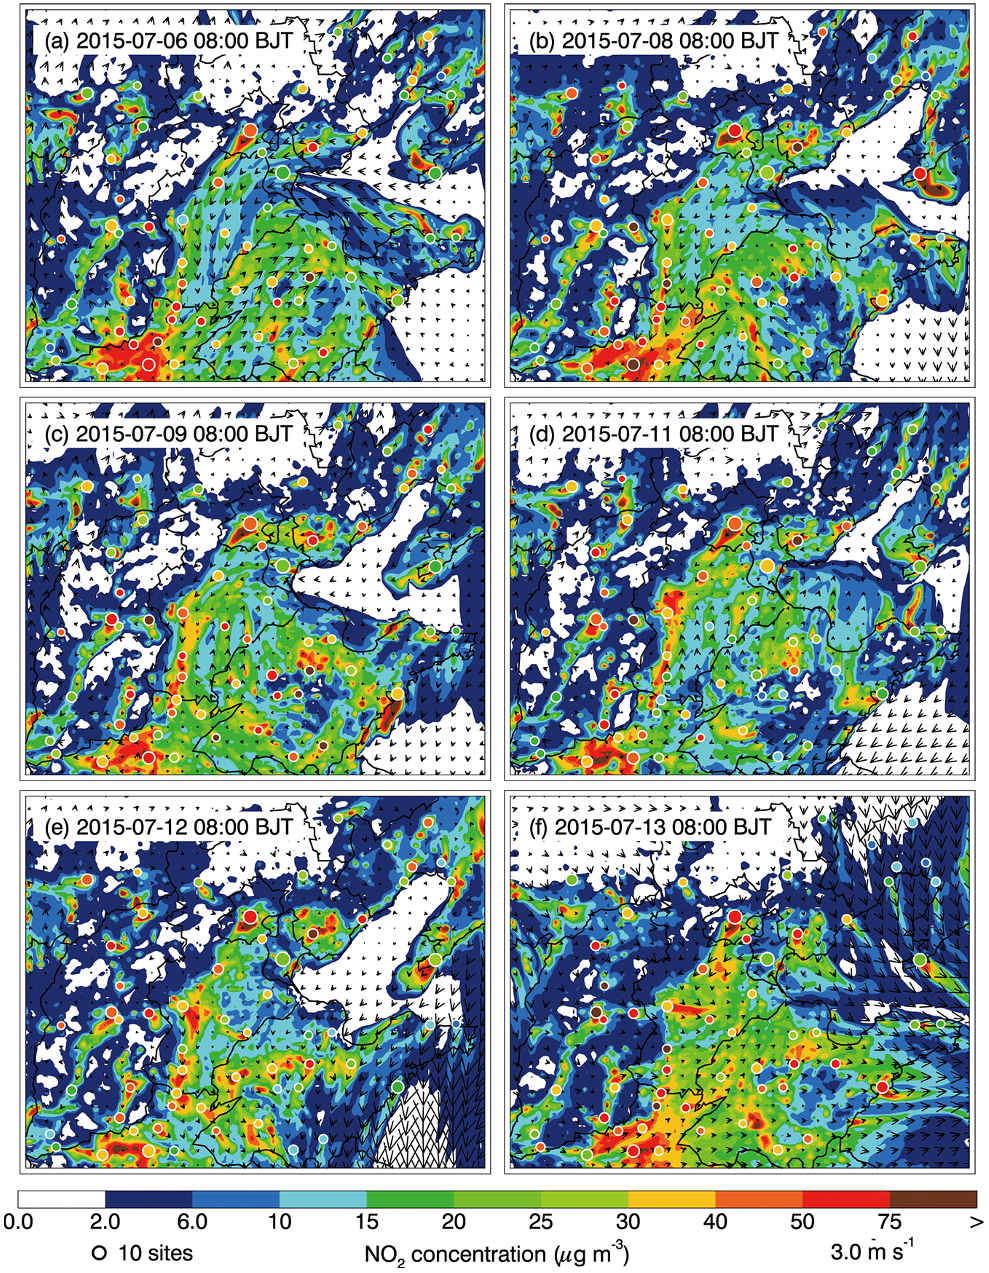 (a) 2015-07-06 08:00 BJT
(b) 2015-07-08 08:00 BJT
(c) 2015-07-09 08:00 BJT
(d) 2015-07-11 08:00 BJT
(e) 2015-07-12 08:00 BJT
(f) 2015-07-13 08:00 BJT
0.0 2.0 6.0 10 15 20 25 30 40 50 75 >
10 sites NO₂ concentration (μg m⁻³) 3.0 m s⁻¹